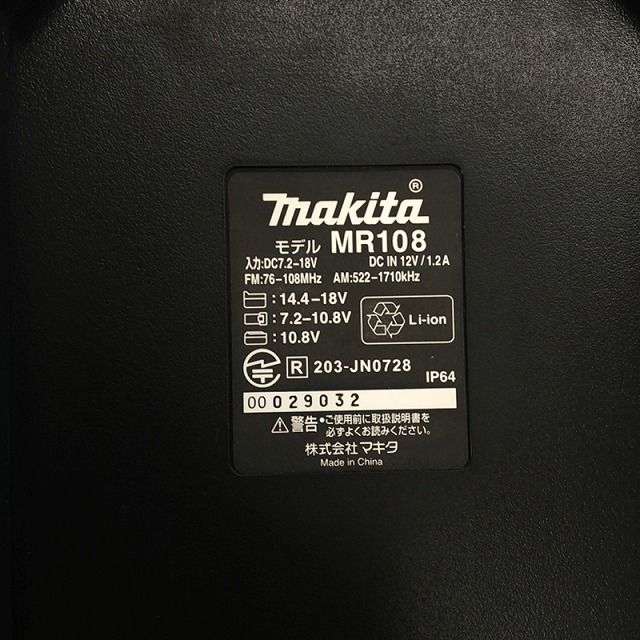 makita®
モデル MR108
入力:DC7.2-18V DC IN 12V/1.2A
FM:76-108MHz AM:522-1710kHz
:14.4-18V
:7.2-10.8V
:10.8V
Li-ion
R 203-JN0728
IP64
00 029032
警告●ご使用前に取扱説明書を
必ずよくお読みください。
株式会社マキタ
Made in China